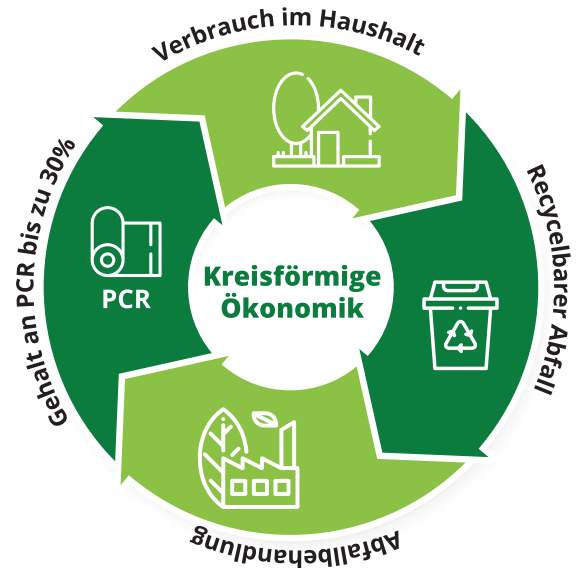 Verbrauch im Haushalt
Recycelbarer Abfall
Abfallbehandlung
Gehalt an PCR bis zu 30%
PCR
Kreisförmige
Ökonomik